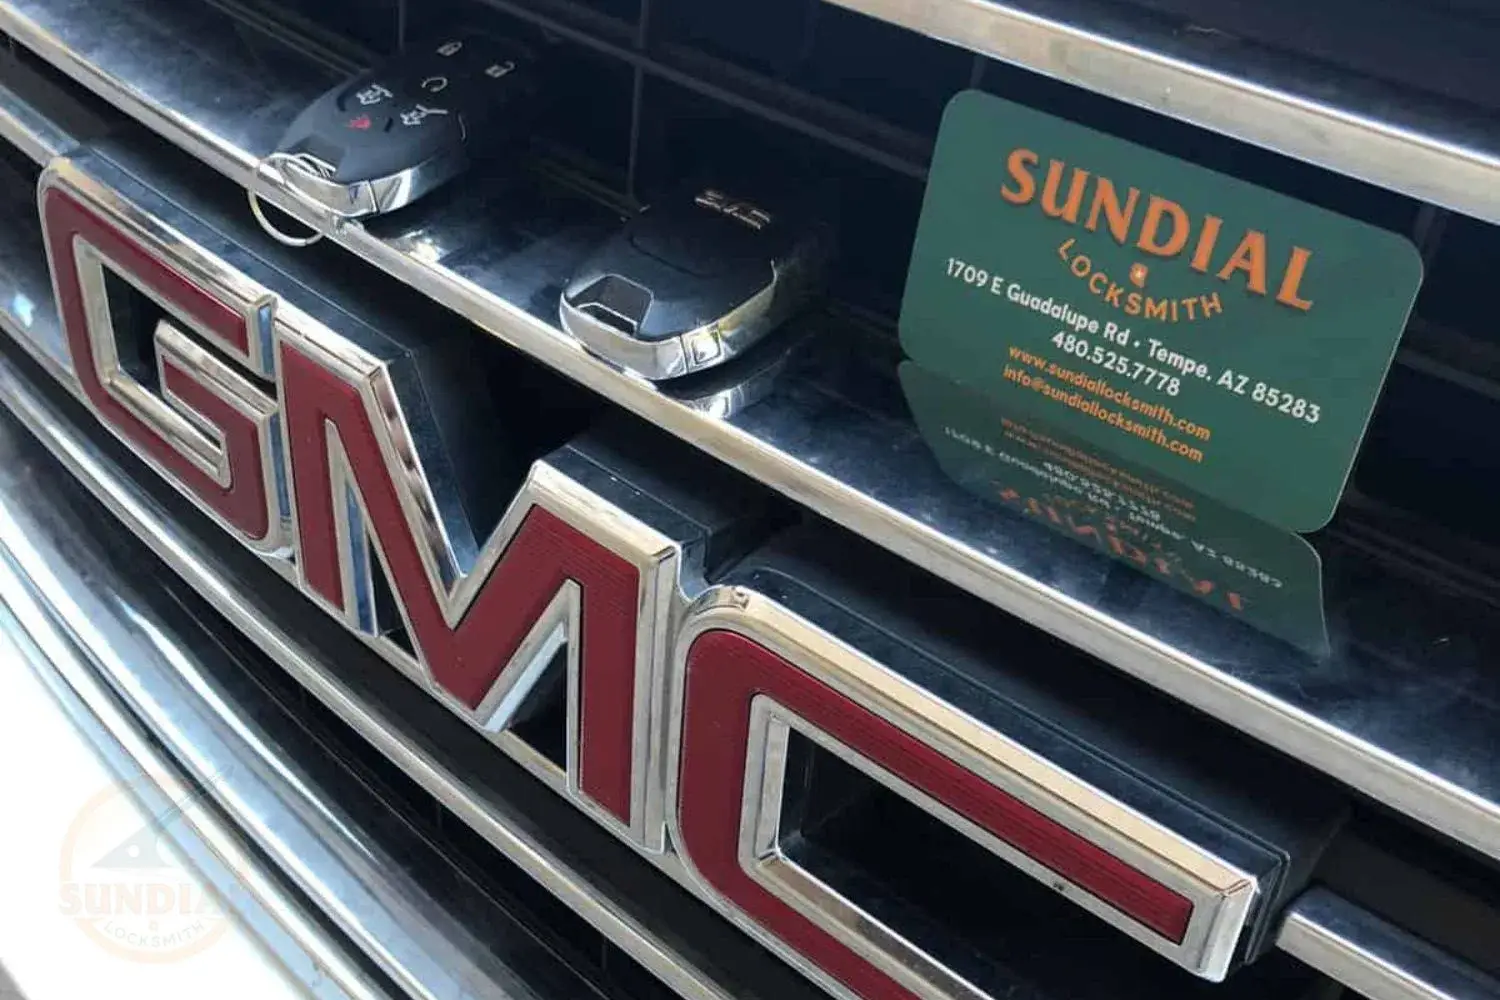 SUNDIAL
LOCKSMITH
1709 E Guadalupe Rd • Tempe. AZ 85283
480.525.7778
www.sundiallocksmith.com
info@sundiallocksmith.com
GMC
GMC
SUNDIAL
LOCKSMITH